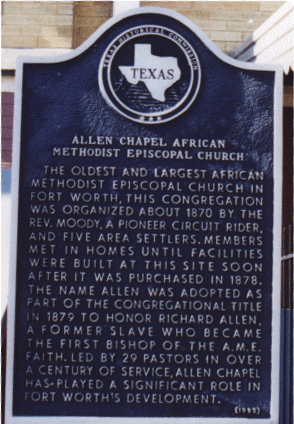 TEXAS HISTORICAL COMMISSION
TEXAS
ALLEN CHAPEL AFRICAN
METHODIST EPISCOPAL CHURCH
THE OLDEST AND LARGEST AFRICAN
METHODIST EPISCOPAL CHURCH IN
FORT WORTH, THIS CONGREGATION
WAS ORGANIZED ABOUT 1870 BY THE
REV. MOODY, A PIONEER CIRCUIT RIDER,
AND FIVE AREA SETTLERS. MEMBERS
MET IN HOMES UNTIL FACILITIES
WERE BUILT AT THIS SITE SOON
AFTER IT WAS PURCHASED IN 1878.
THE NAME ALLEN WAS ADOPTED AS
PART OF THE CONGREGATIONAL TITLE
IN 1879 TO HONOR RICHARD ALLEN,
A FORMER SLAVE WHO BECAME
THE FIRST BISHOP OF THE A.M.E.
FAITH. LED BY 29 PASTORS IN OVER
A CENTURY OF SERVICE, ALLEN CHAPEL
HAS PLAYED A SIGNIFICANT ROLE IN
FORT WORTH'S DEVELOPMENT.